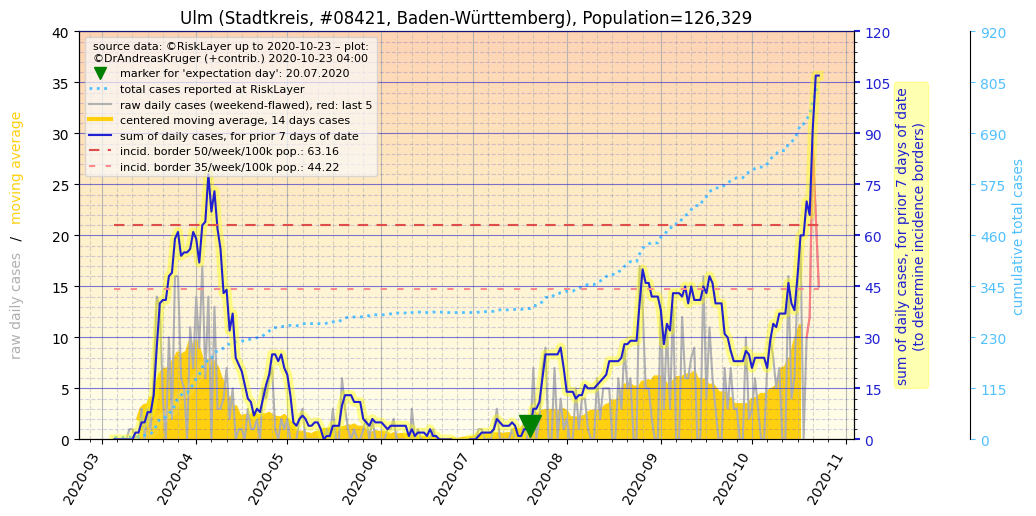 Ulm (Stadtkreis, #08421, Baden-Württemberg), Population=126,329
source data: ©RiskLayer up to 2020-10-23 – plot:
©DrAndreasKruger (+contrib.) 2020-10-23 04:00
marker for 'expectation day': 20.07.2020
total cases reported at RiskLayer
raw daily cases (weekend-flawed), red: last 5
centered moving average, 14 days cases
sum of daily cases, for prior 7 days of date
incid. border 50/week/100k pop.: 63.16
incid. border 35/week/100k pop.: 44.22
raw daily cases / moving average
40
35
30
25
20
15
10
5
0
2020-03
2020-04
2020-05
2020-06
2020-07
2020-08
2020-09
2020-10
2020-11
120
105
90
75
60
45
30
15
0
sum of daily cases, for prior 7 days of date
(to determine incidence borders)
920
805
690
575
460
345
230
115
0
cumulative total cases